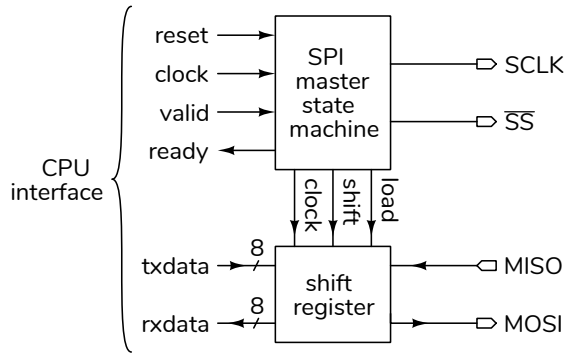 reset
clock
valid
ready
SPI
master
state
machine
SCLK
SS
CPU
interface
clock
shift
load
txdata
8
rxdata
8
shift
register
MISO
MOSI